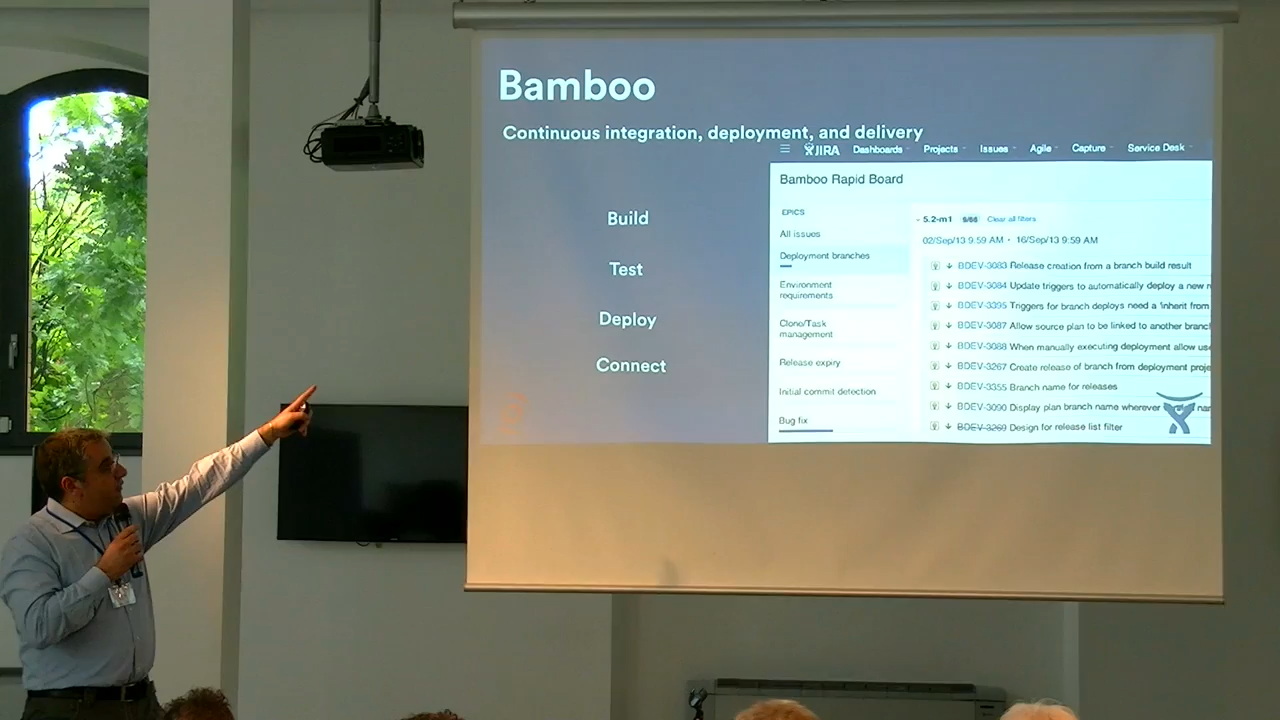 Bamboo
Continuous integration, deployment, and delivery
Build
Test
Deploy
Connect
JIRA Dashboards Projects Issues Agile Capture Service Desk
Bamboo Rapid Board
EPICS
All issues
Deployment branches
Environment
requirements
Clone/Task
management
Release expiry
Initial commit detection
Bug fix
5.2-m1 9/66 Clear all filters
02/Sep/13 9:59 AM • 16/Sep/13 9:59 AM
BDEV-3083 Release creation from a branch build result
BDEV-3084 Update triggers to automatically deploy a new
BDEV-3395 Triggers for branch deploys need a 'inherit from
BDEV-3087 Allow source plan to be linked to another
BDEV-3088 When manually executing deployment allow
BDEV-3267 Create release of branch from deployment
BDEV-3355 Branch name for releases
BDEV-3090 Display plan branch name wherever
BDEV-3269 Design for release list filter